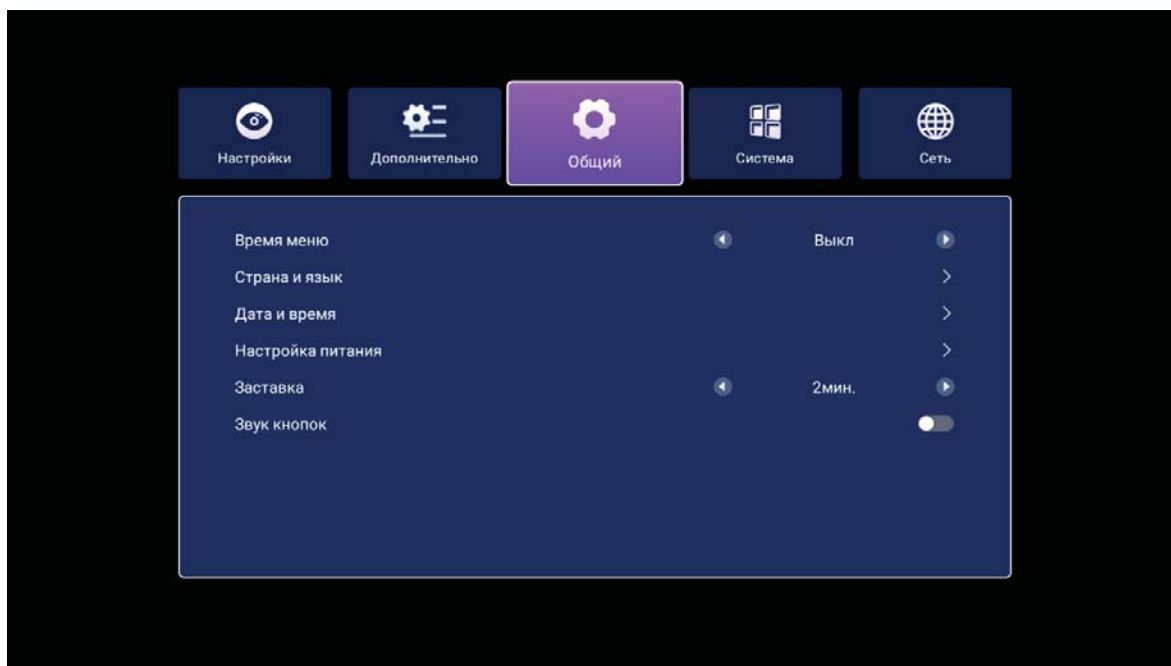 Настройки
Дополнительно
Общий
Система
Сеть
Время меню Выкл
Страна и язык
Дата и время
Настройка питания
Заставка 2мин.
Звук кнопок